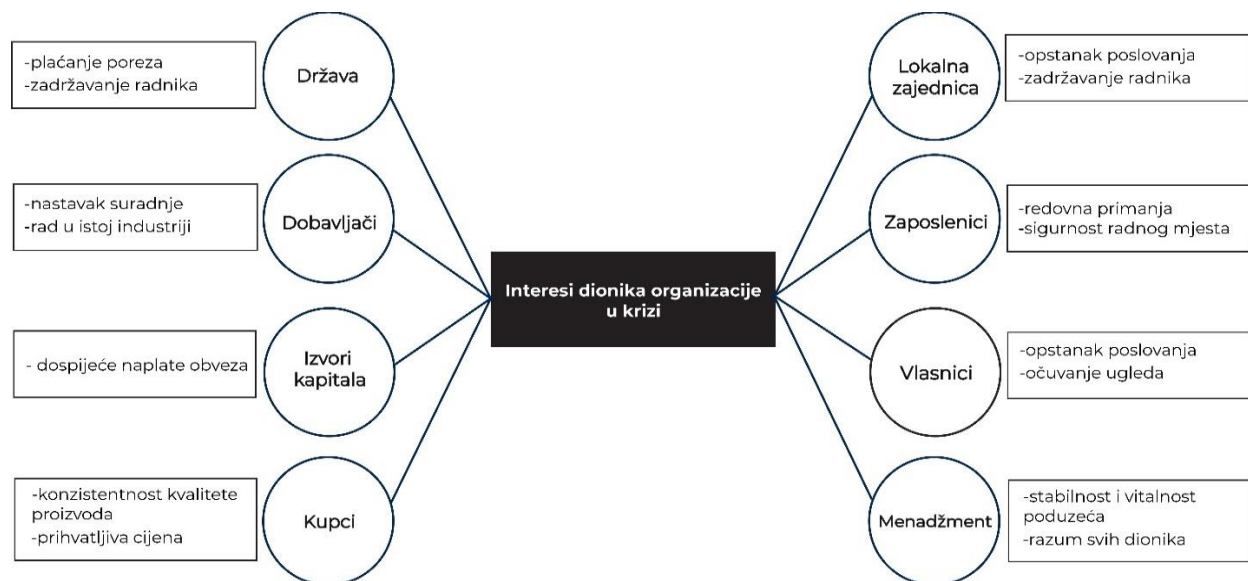 -plaćanje poreza
-zadržavanje radnika
Država
-nastavak suradnje
-rad u istoj industriji
Dobavljači
- dospijeće naplate obveza
Izvori
kapitala
-konzistentnost kvalitete
proizvoda
-prihvatljiva cijena
Kupci
Interesi dionika organizacije
u krizi
Lokalna
zajednica
-opstanak poslovanja
-zadržavanje radnika
Zaposlenici
-redovna primanja
-sigurnost radnog mjesta
Vlasnici
-opstanak poslovanja
-očuvanje ugleda
Menadžment
-stabilnost i vitalnost
poduzeća
-razum svih dionika